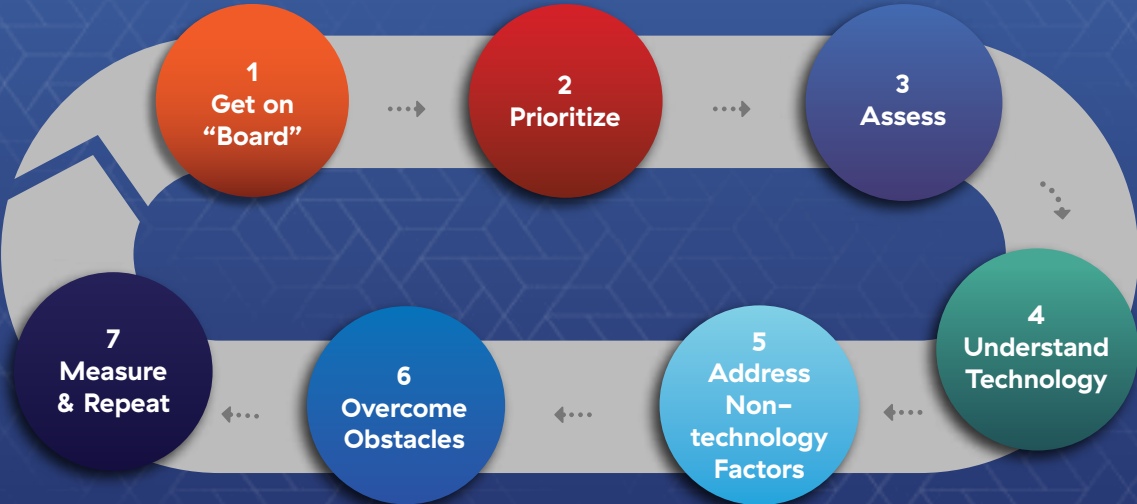 1
Get on
“Board”
2
Prioritize
3
Assess
4
Understand
Technology
5
Address
Non-
technology
Factors
6
Overcome
Obstacles
7
Measure
& Repeat